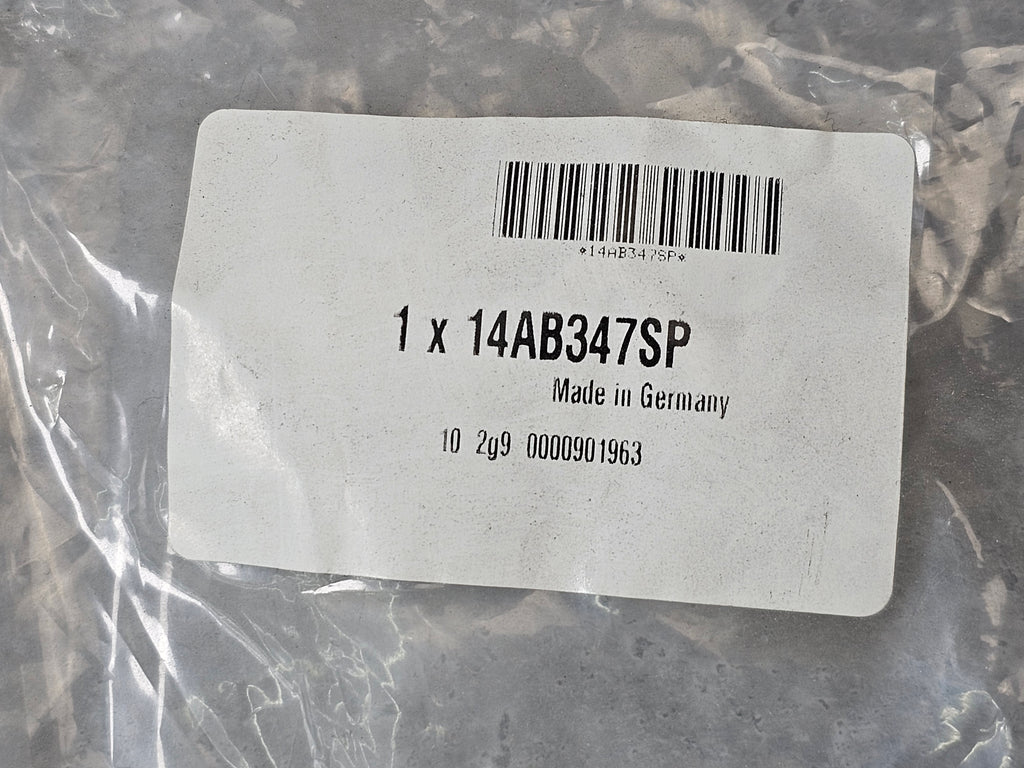 *14AB347SP*
1 x 14AB347SP
Made in Germany
10 2g9 0000901963